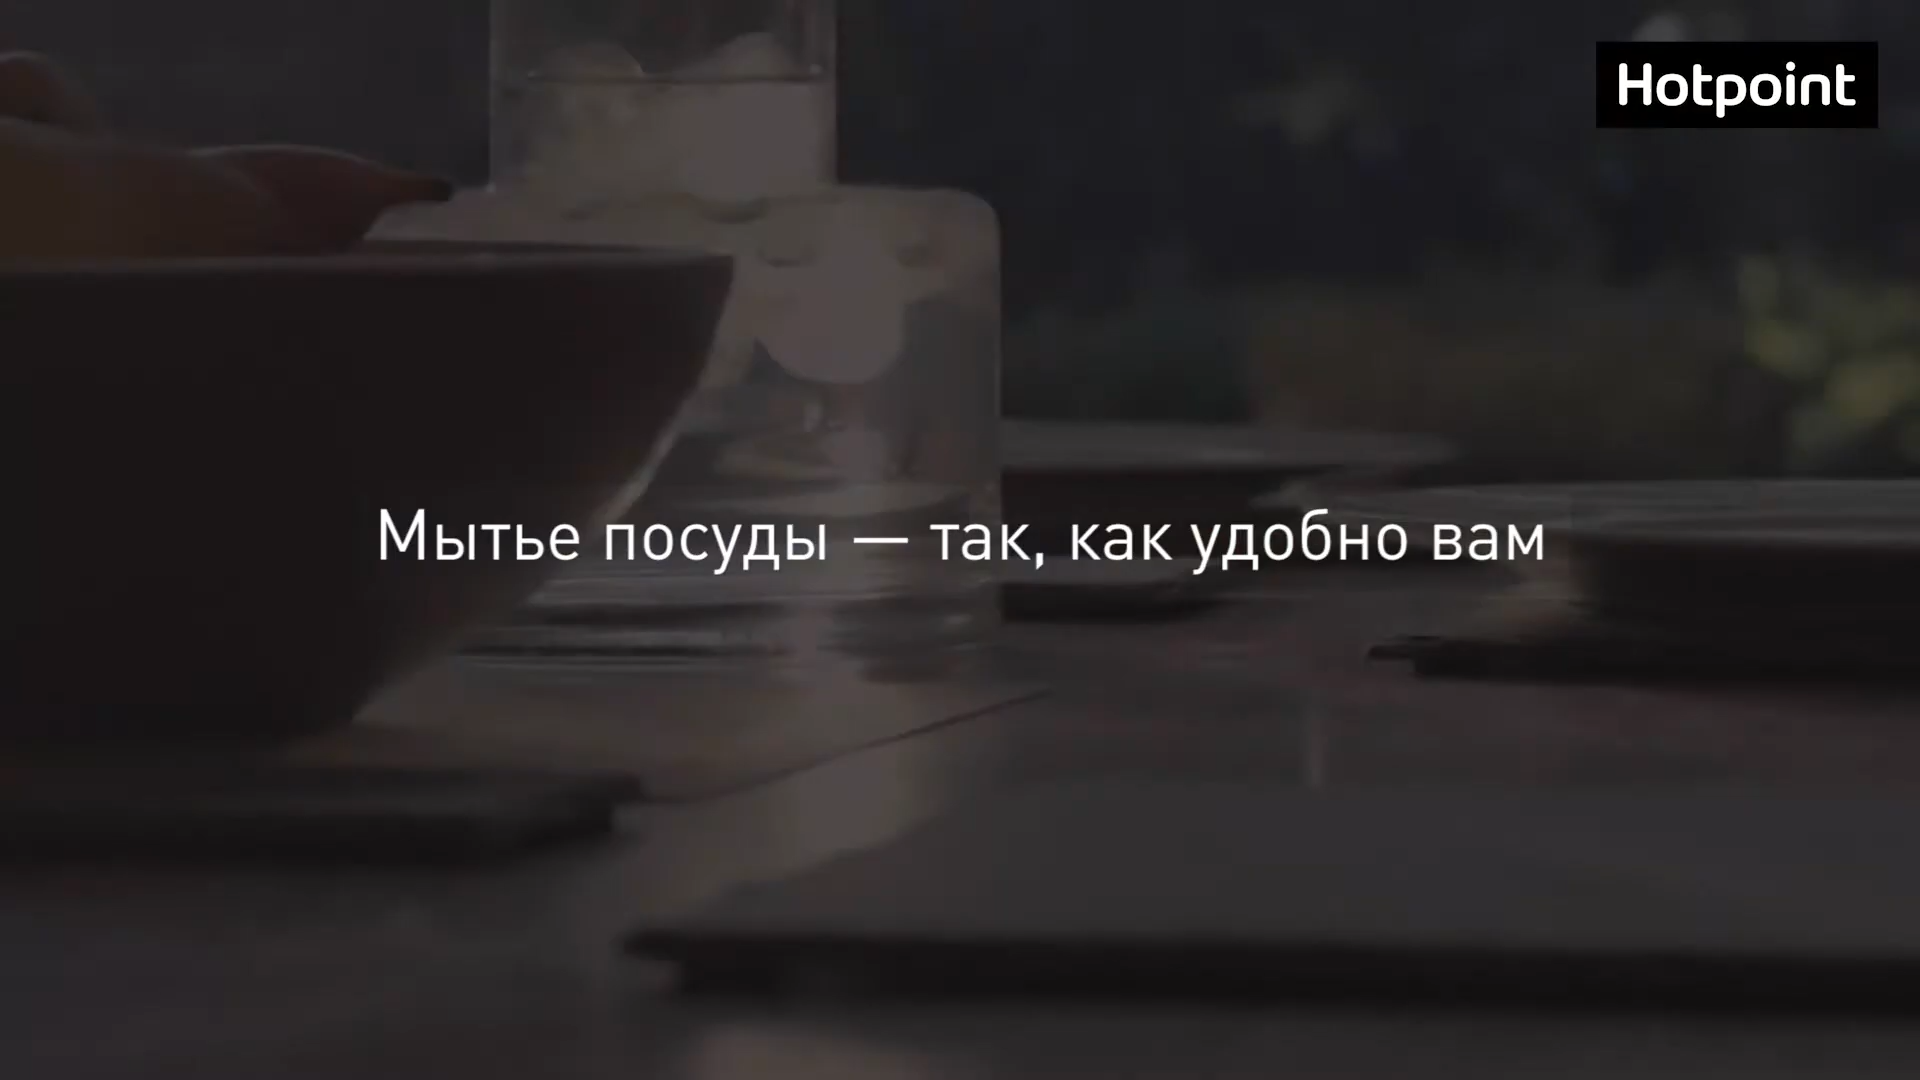 Hotpoint
Мытье посуды — так, как удобно вам